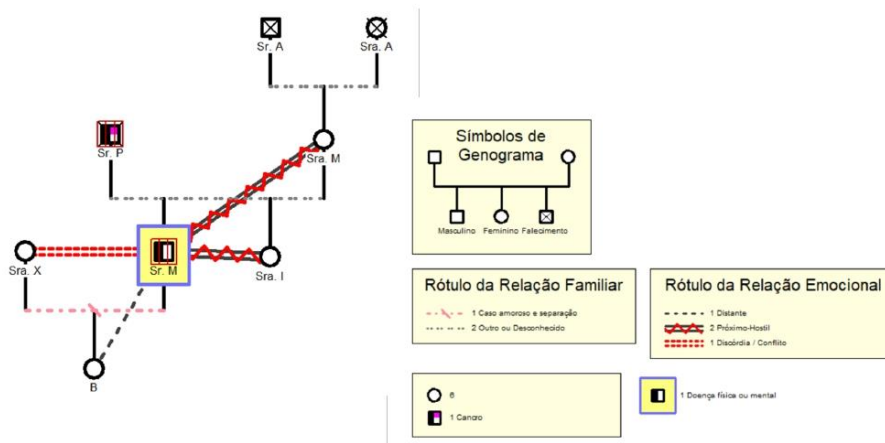 Sr. A
Sra. A
Sr. P
Sra. M
Sra. X
Sr. M
Sra. I
B
Símbolos de
Genograma
Masculino
Feminino
Falecimento
Rótulo da Relação Familiar
1 Caso amoroso e separação
2 Outro ou Desconhecido
Rótulo da Relação Emocional
1 Distante
2 Próximo-Hostil
1 Discórdia / Conflito
6
1 Cancro
1 Doença física ou mental